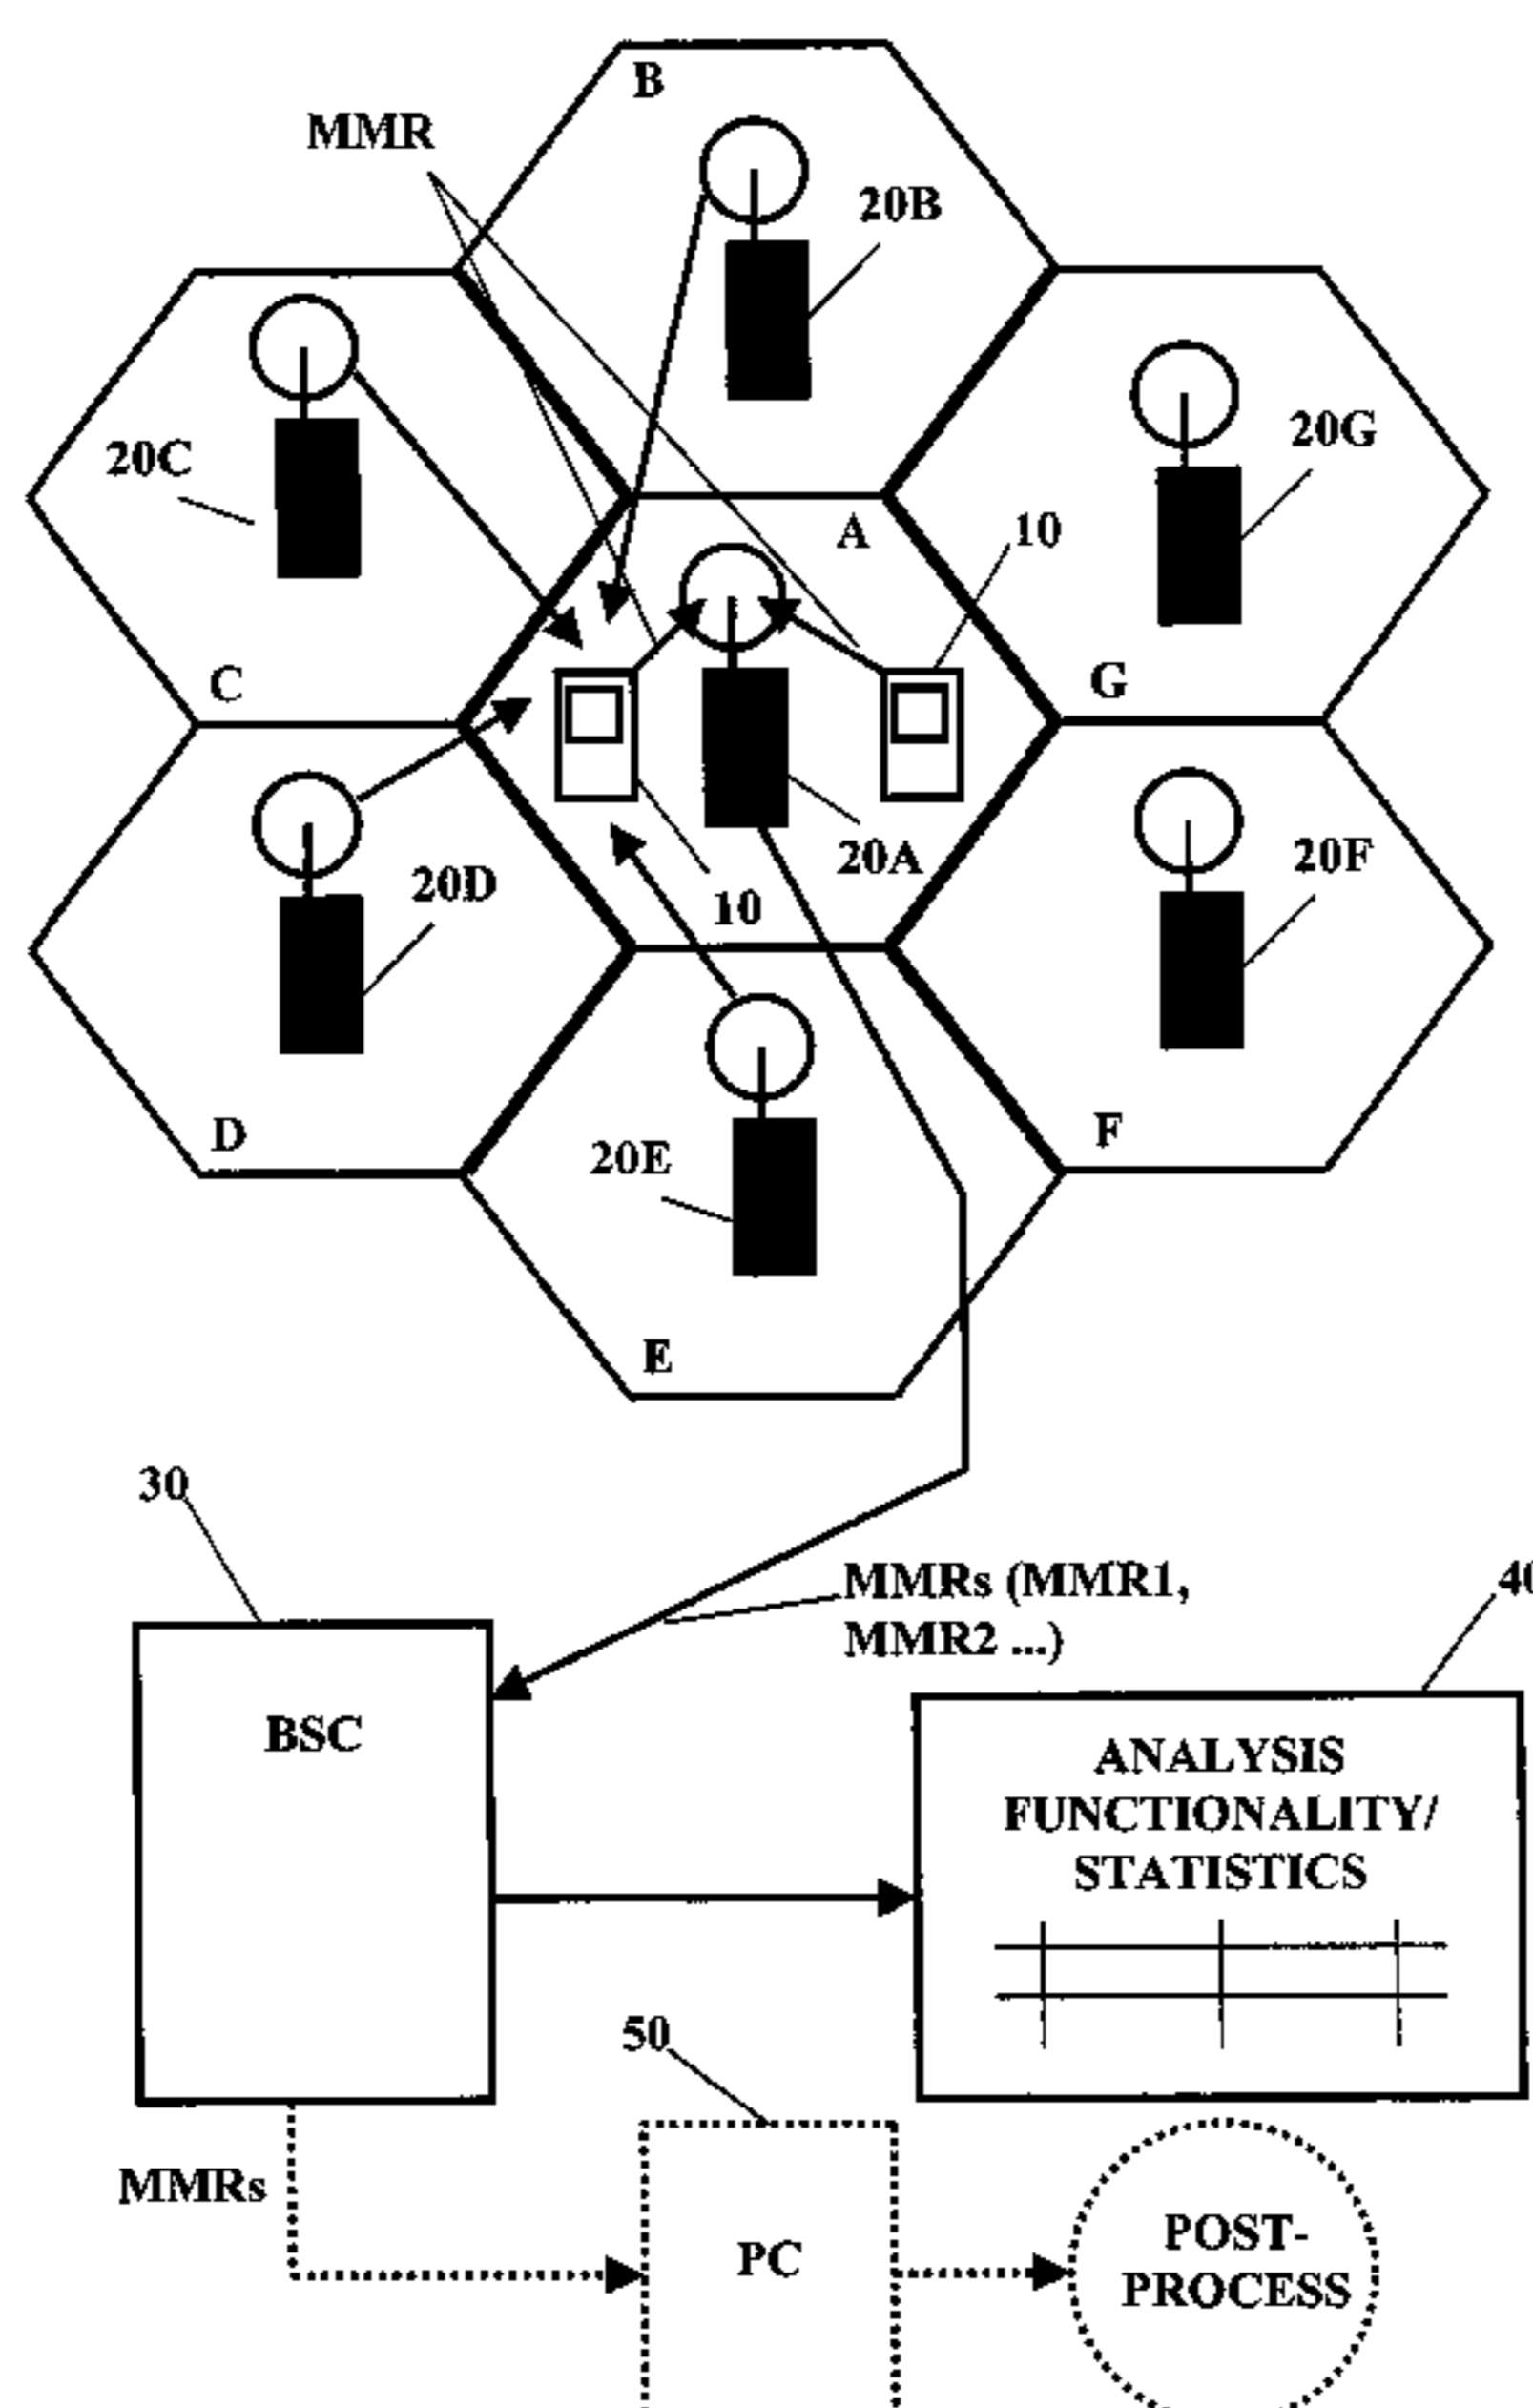 B
MMR
20B
20C
20G
A
10
C
G
20A
20F
20D
10
D
F
20E
E
30
MMRs (MMR1,
MMR2 ...)
40
BSC
ANALYSIS
FUNCTIONALITY/
STATISTICS
50
MMRs
PC
POST-
PROCESS